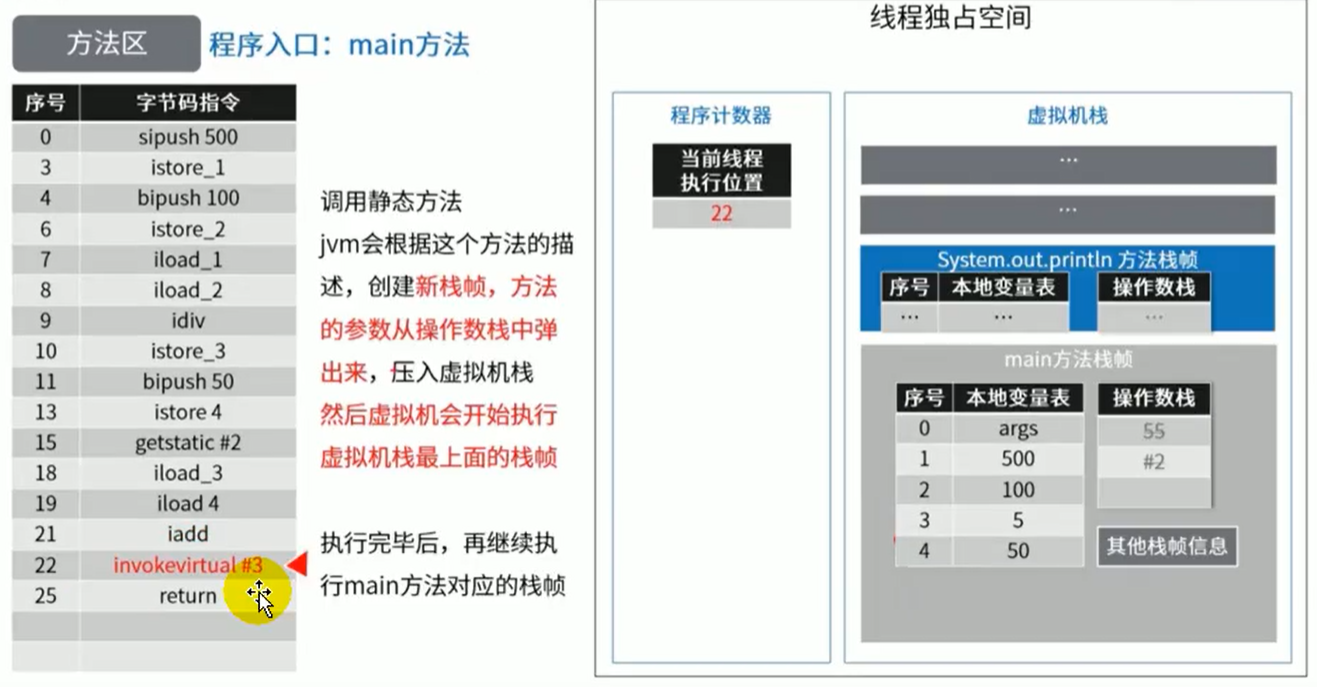 方法区 程序入口：main方法
序号 字节码指令
0 sipush 500
3 istore_1
4 bipush 100
6 istore_2
7 iload_1
8 iload_2
9 idiv
10 istore_3
11 bipush 50
13 istore 4
15 getstatic #2
18 iload_3
19 iload 4
21 iadd
22 invokevirtual #3
25 return
调用静态方法
jvm会根据这个方法的描
述，创建新栈帧，方法
的参数从操作数栈中弹
出来，压入虚拟机栈
然后虚拟机会开始执行
虚拟机栈最上面的栈帧
执行完毕后，再继续执
行main方法对应的栈帧
线程独占空间
程序计数器
当前线程
执行位置
22
虚拟机栈
...
...
System.out.println 方法栈帧
序号 本地变量表 操作数栈
... ... ...
main方法栈帧
序号 本地变量表 操作数栈
0 args 55
1 500 #2
2 100
3 5
4 50
其他栈帧信息